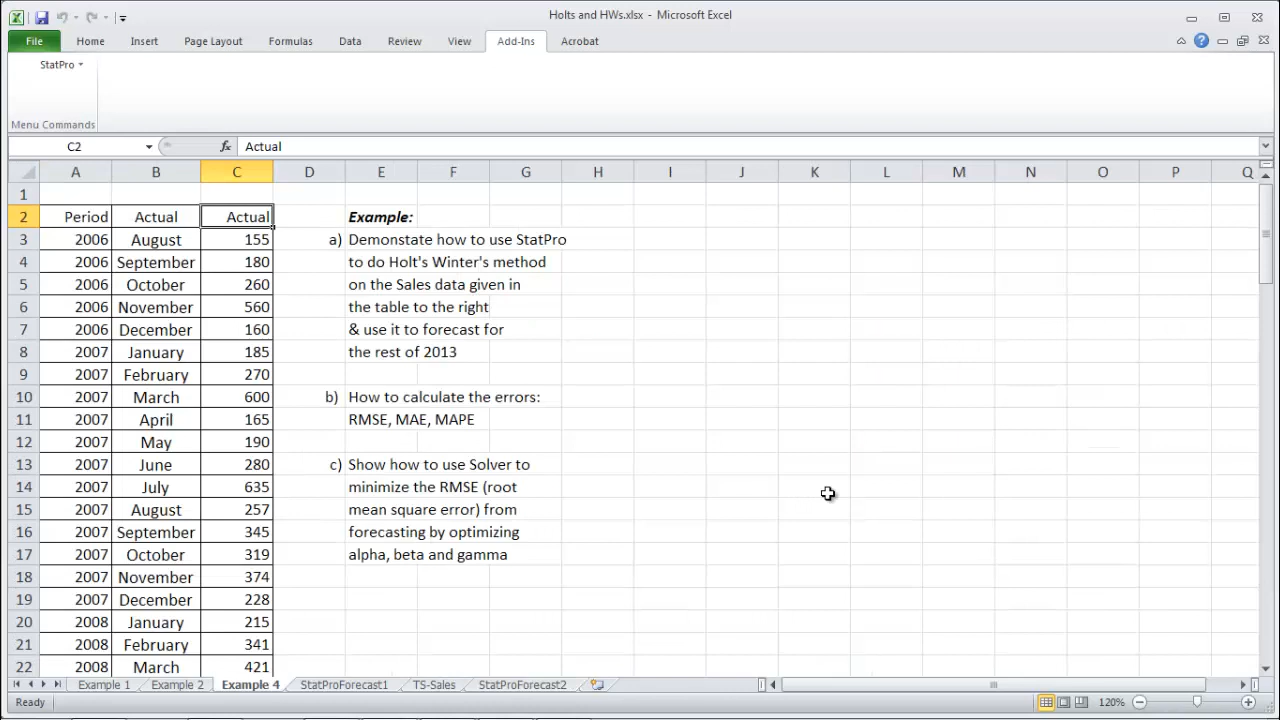 Holts and HWs.xlsx - Microsoft Excel
File Home Insert Page Layout Formulas Data Review View Add-Ins Acrobat
StatPro
Menu Commands
C2 fx Actual
A B C D E F G H I J K L M N O P Q
1
2 Period Actual Actual Example:
3 2006 August 155 a) Demonstate how to use StatPro
4 2006 September 180 to do Holt's Winter's method
5 2006 October 260 on the Sales data given in
6 2006 November 560 the table to the right
7 2006 December 160 & use it to forecast for
8 2007 January 185 the rest of 2013
9 2007 February 270
10 2007 March 600 b) How to calculate the errors:
11 2007 April 165 RMSE, MAE, MAPE
12 2007 May 190
13 2007 June 280 c) Show how to use Solver to
14 2007 July 635 minimize the RMSE (root
15 2007 August 257 mean square error) from
16 2007 September 345 forecasting by optimizing
17 2007 October 319 alpha, beta and gamma
18 2007 November 374
19 2007 December 228
20 2008 January 215
21 2008 February 341
22 2008 March 421
Example 1 Example 2 Example 4 StatProForecast1 TS-Sales StatProForecast2
Ready 120%